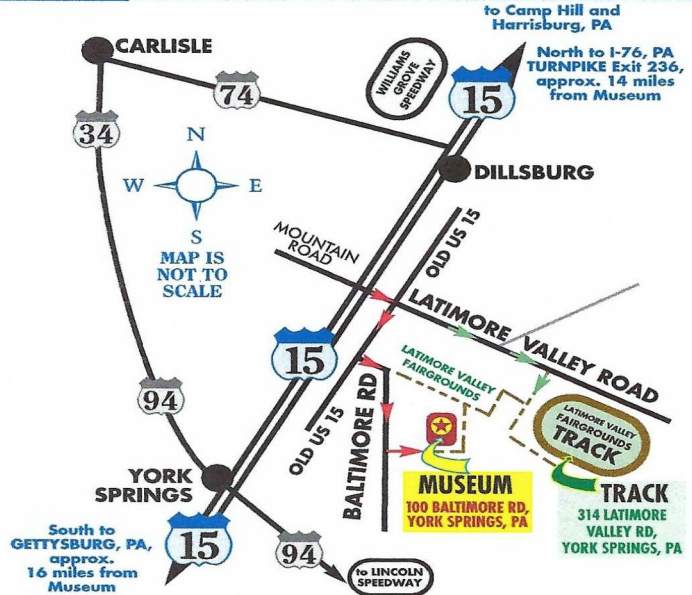 to Camp Hill and
Harrisburg, PA
North to I-76, PA
TURNPIKE Exit 236,
approx. 14 miles
from Museum
CARLISLE
WILLIAMS
GROVE
SPEEDWAY
15
74
34
DILLSBURG
N
W
E
S
MAP IS
NOT TO
SCALE
MOUNTAIN
ROAD
OLD US 15
LATIMORE VALLEY ROAD
15
LATIMORE VALLEY
FAIRGROUNDS
94
OLD US 15
BALTIMORE RD
LATIMORE VALLEY
FAIRGROUNDS
TRACK
YORK
SPRINGS
MUSEUM
100 BALTIMORE RD,
YORK SPRINGS, PA
TRACK
314 LATIMORE
VALLEY RD,
YORK SPRINGS, PA
South to
GETTYSBURG, PA,
approx.
16 miles from
Museum
15
94
to LINCOLN
SPEEDWAY